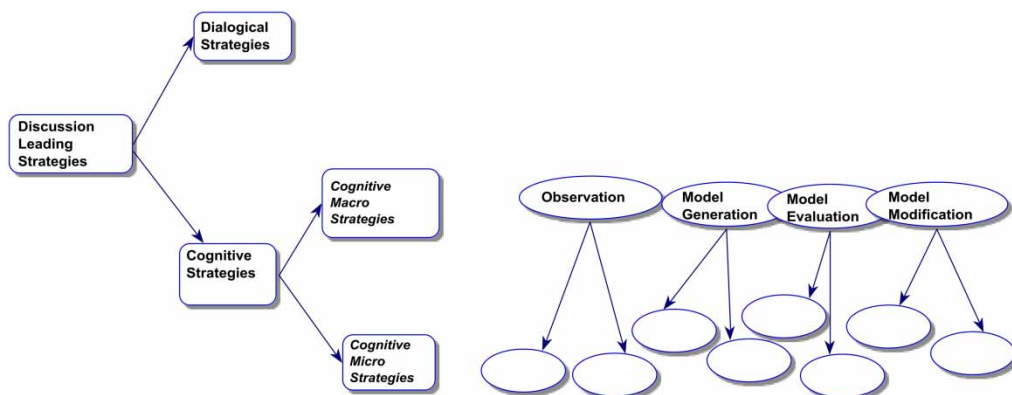 Dialogical
Strategies
Discussion
Leading
Strategies
Cognitive
Strategies
Cognitive
Macro
Strategies
Cognitive
Micro
Strategies
Observation
Model
Generation
Model
Evaluation
Model
Modification